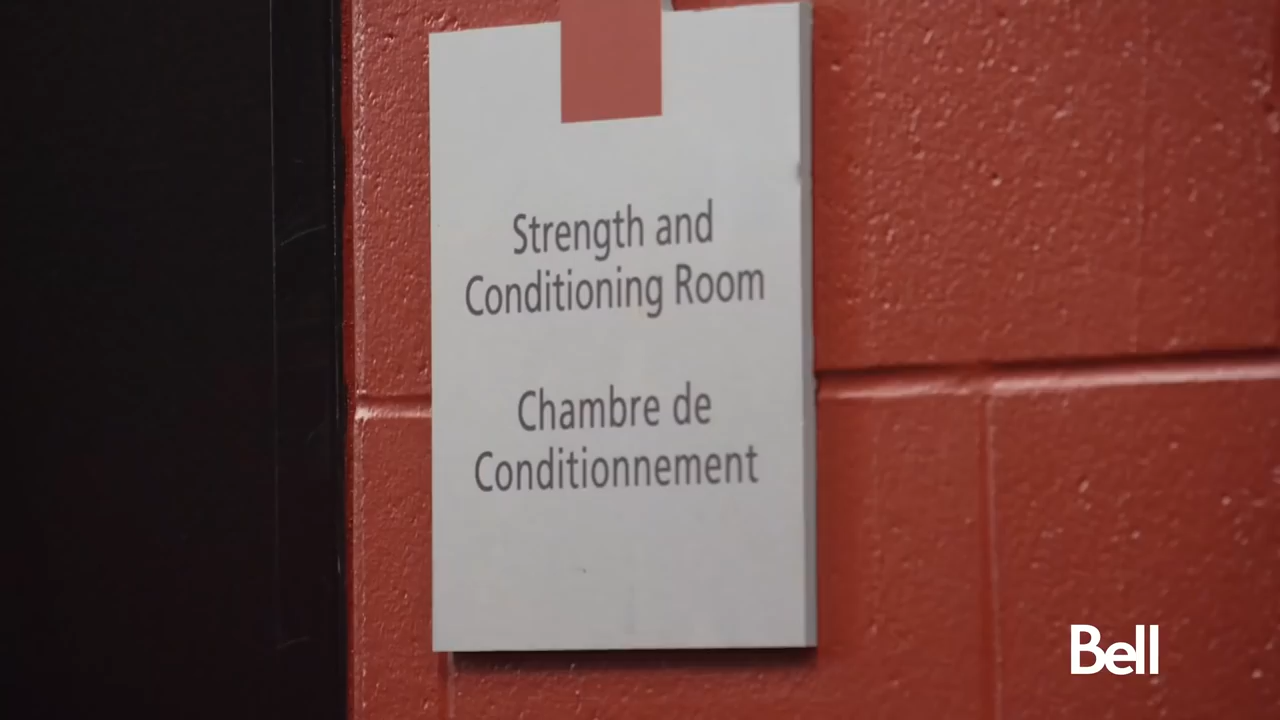 Strength and
Conditioning Room
Chambre de
Conditionnement
Bell